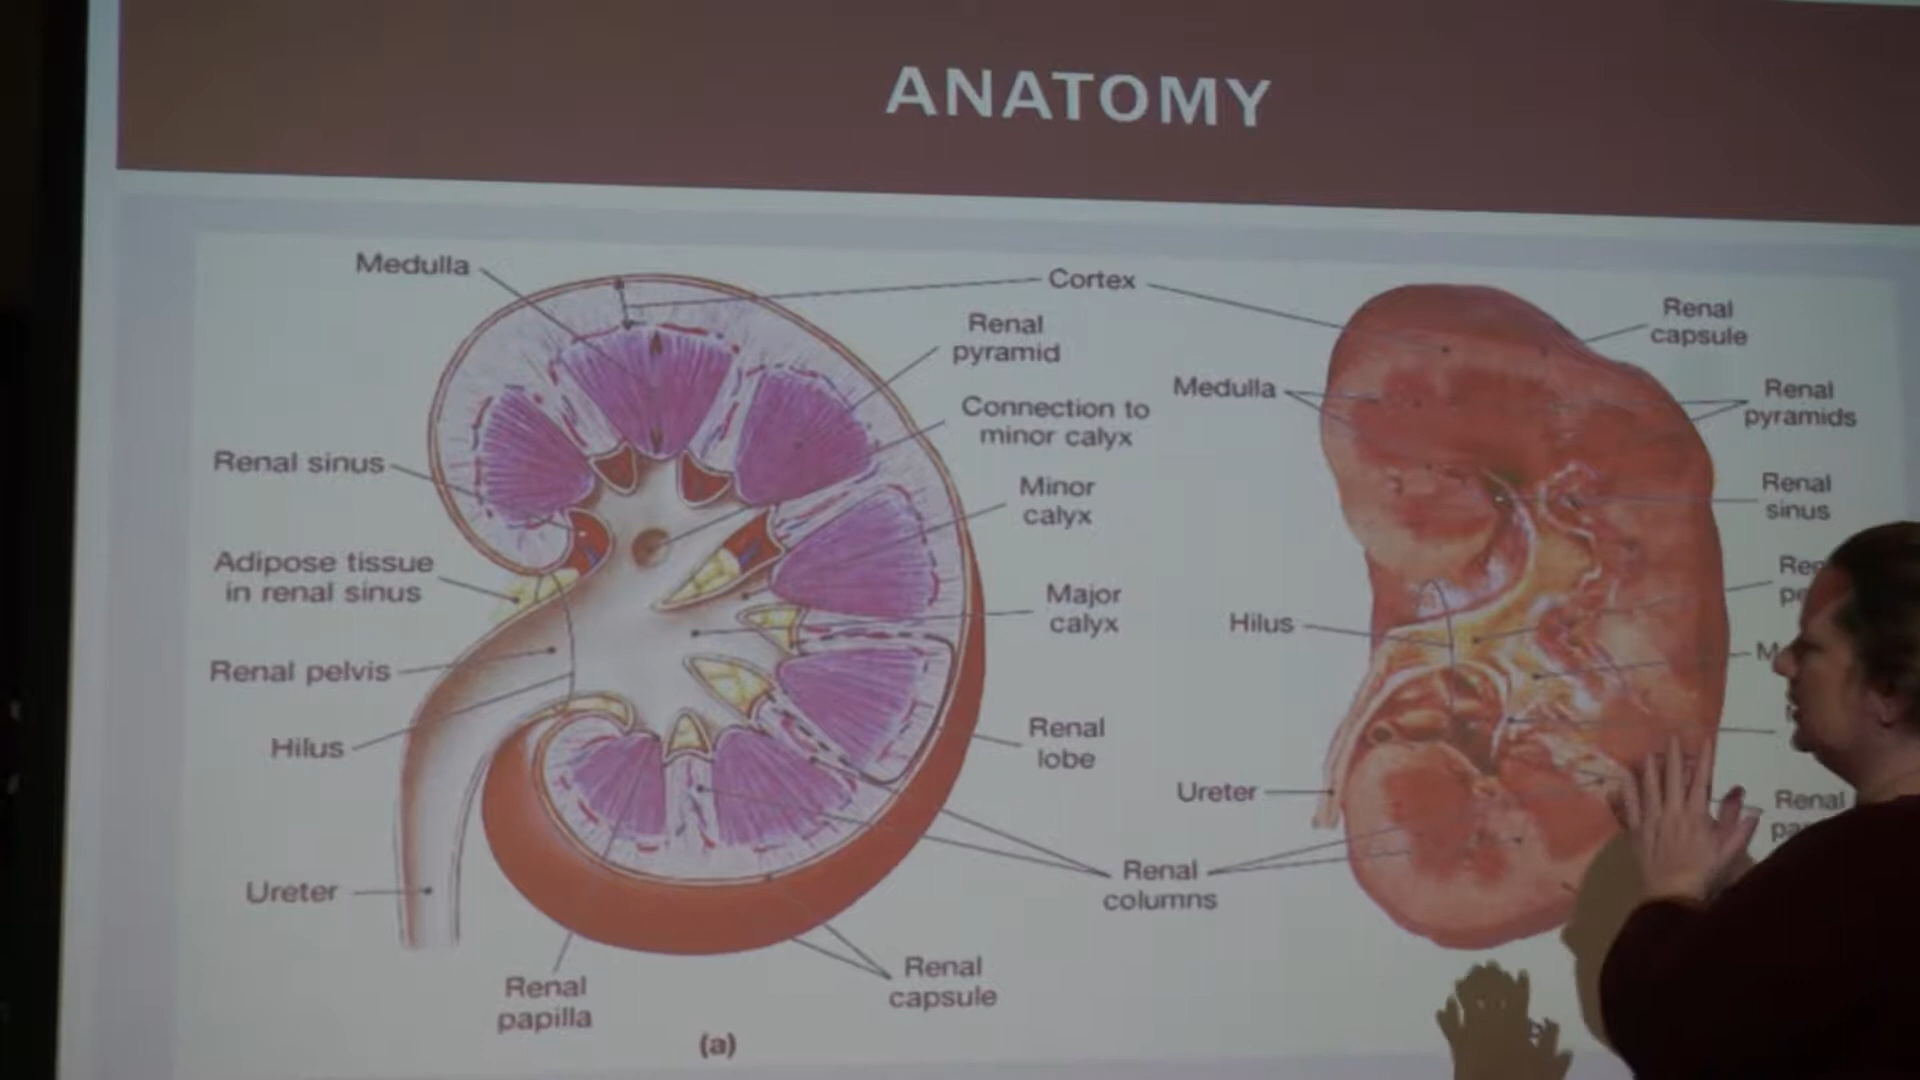 ANATOMY
Medulla
Cortex
Renal
pyramid
Connection to
minor calyx
Renal sinus
Minor
calyx
Adipose tissue
in renal sinus
Major
calyx
Renal pelvis
Hilus
Renal
lobe
Ureter
Renal
columns
Renal
papilla
Renal
capsule
(a)
Renal
capsule
Medulla
Renal
pyramids
Renal
sinus
Hilus
Ureter
Renal